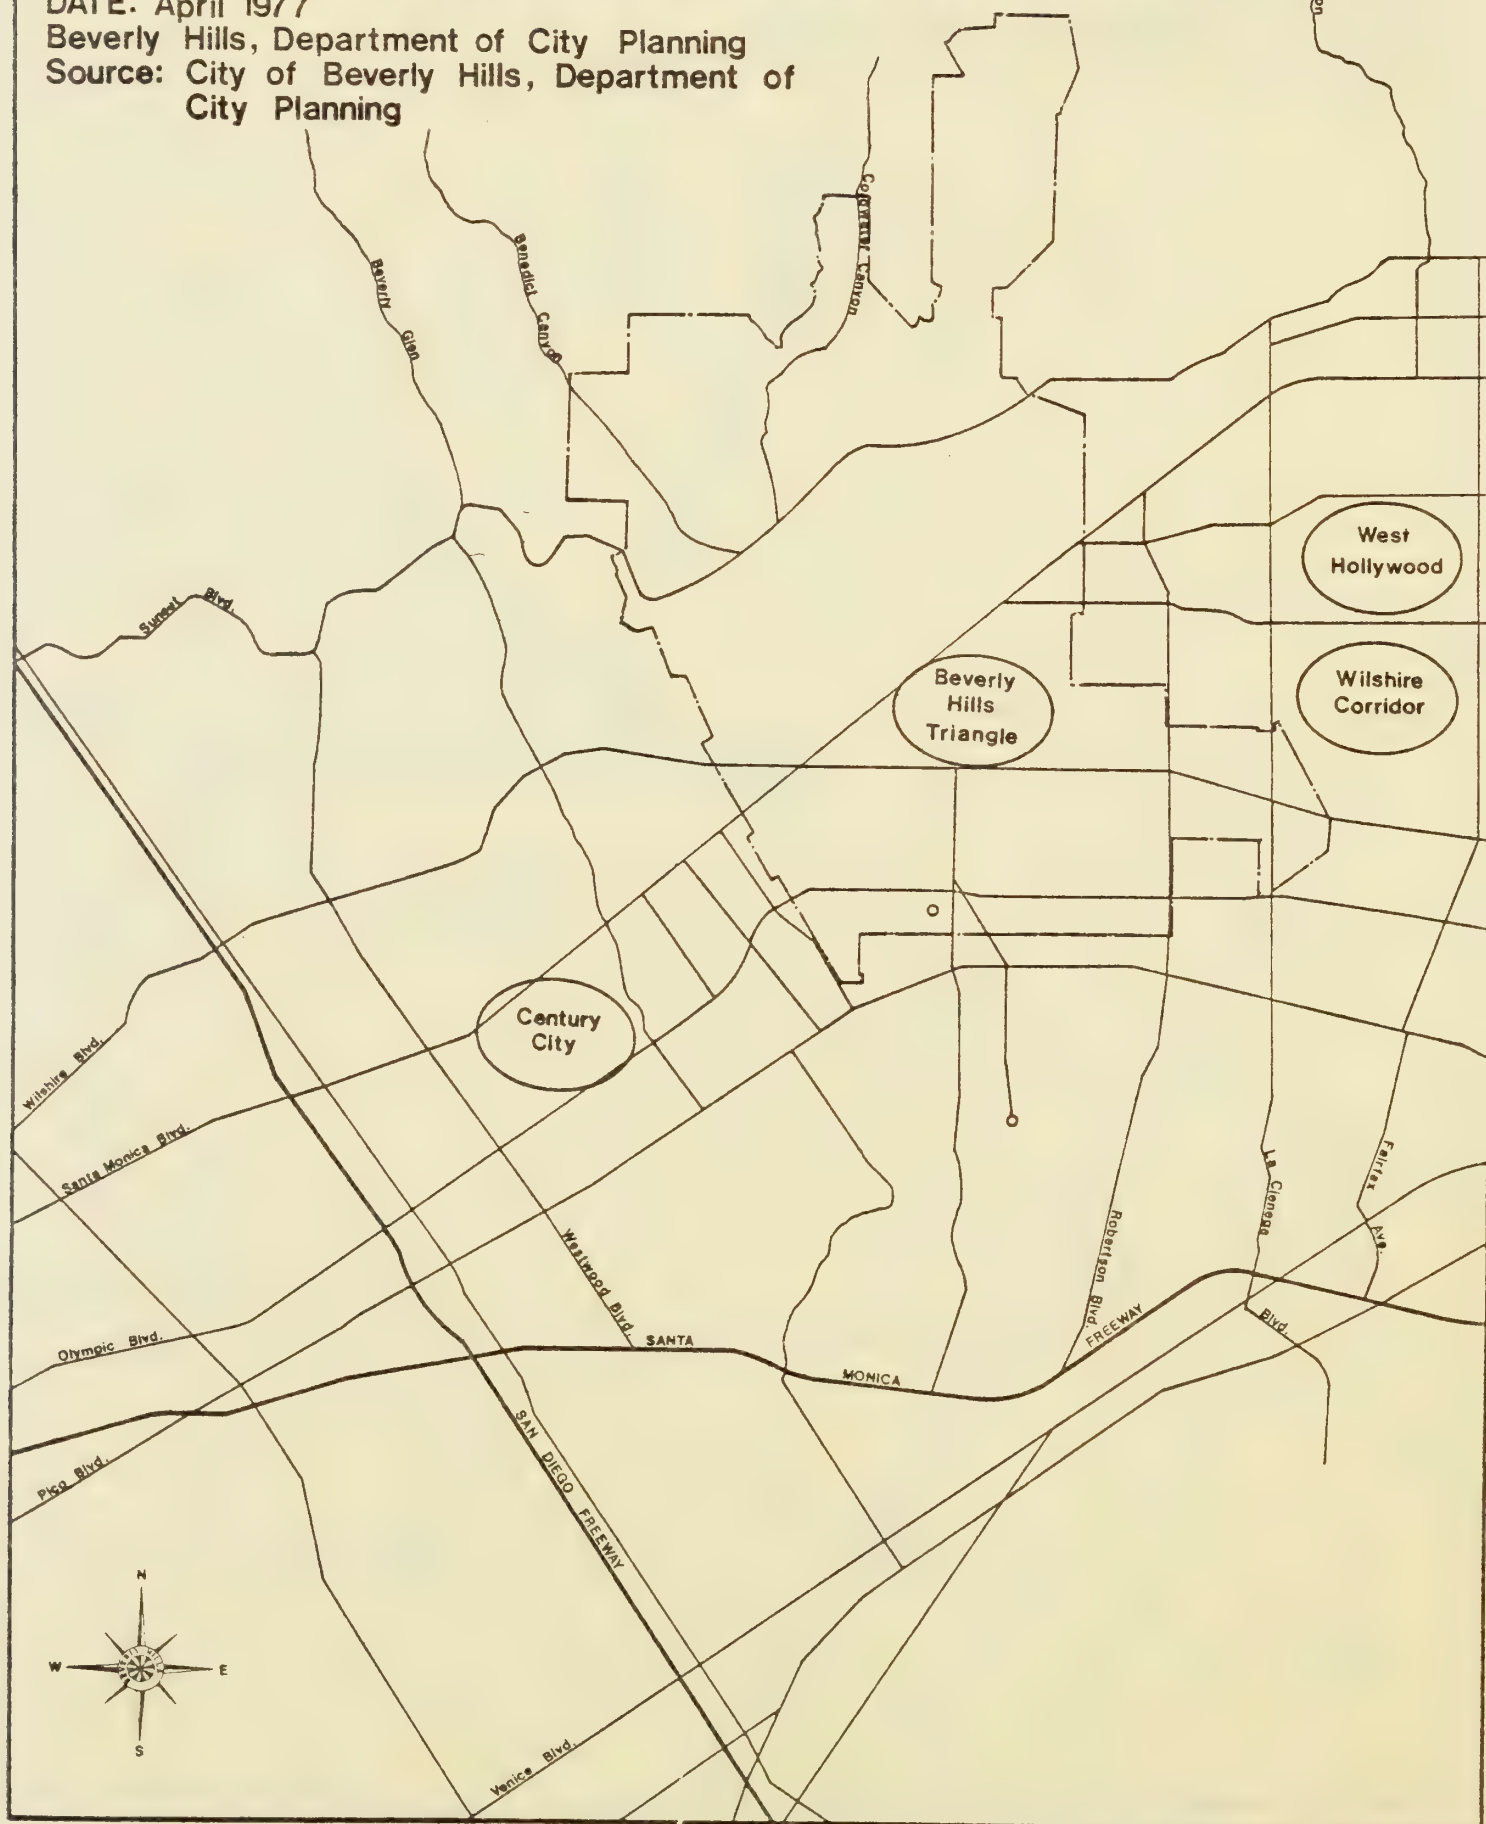 DATE: April 1977
Beverly Hills, Department of City Planning
Source: City of Beverly Hills, Department of
City Planning
Coldwater Canyon
Benedict Canyon
Beverly Glen
West
Hollywood
Sunset Blvd.
Beverly
Hills
Triangle
Wilshire
Corridor
Century
City
Wilshire Blvd.
Santa Monica Blvd.
Fairfax Ave.
La Cienega Blvd.
Robertson Blvd.
Westwood Blvd.
Olympic Blvd.
SANTA MONICA FREEWAY
Pico Blvd.
SAN DIEGO FREEWAY
N
W E
S
Venice Blvd.